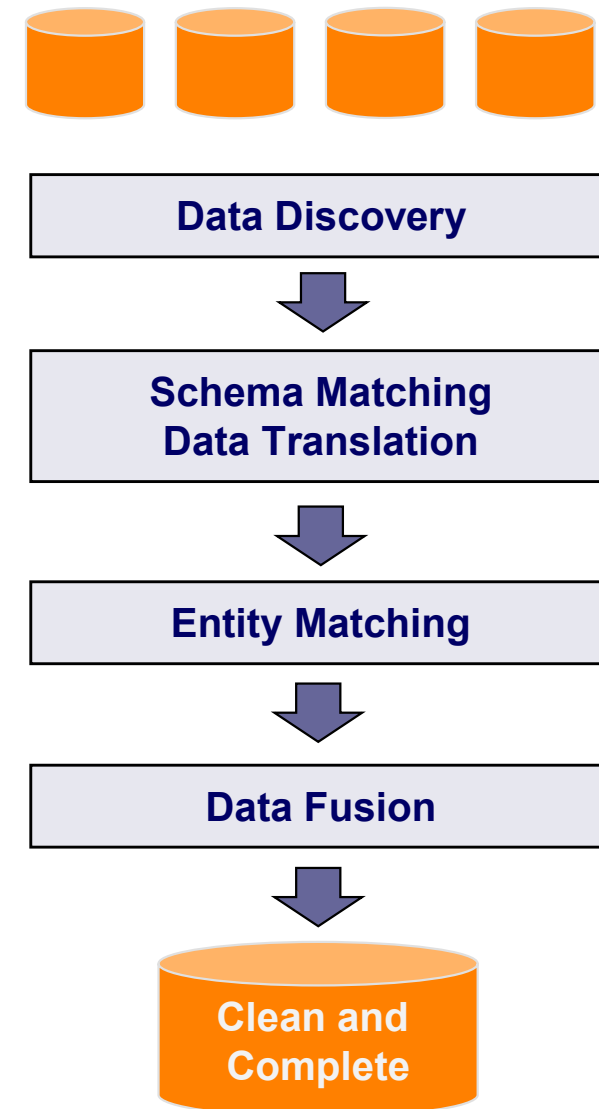 Data Discovery
Schema Matching
Data Translation
Entity Matching
Data Fusion
Clean and
Complete